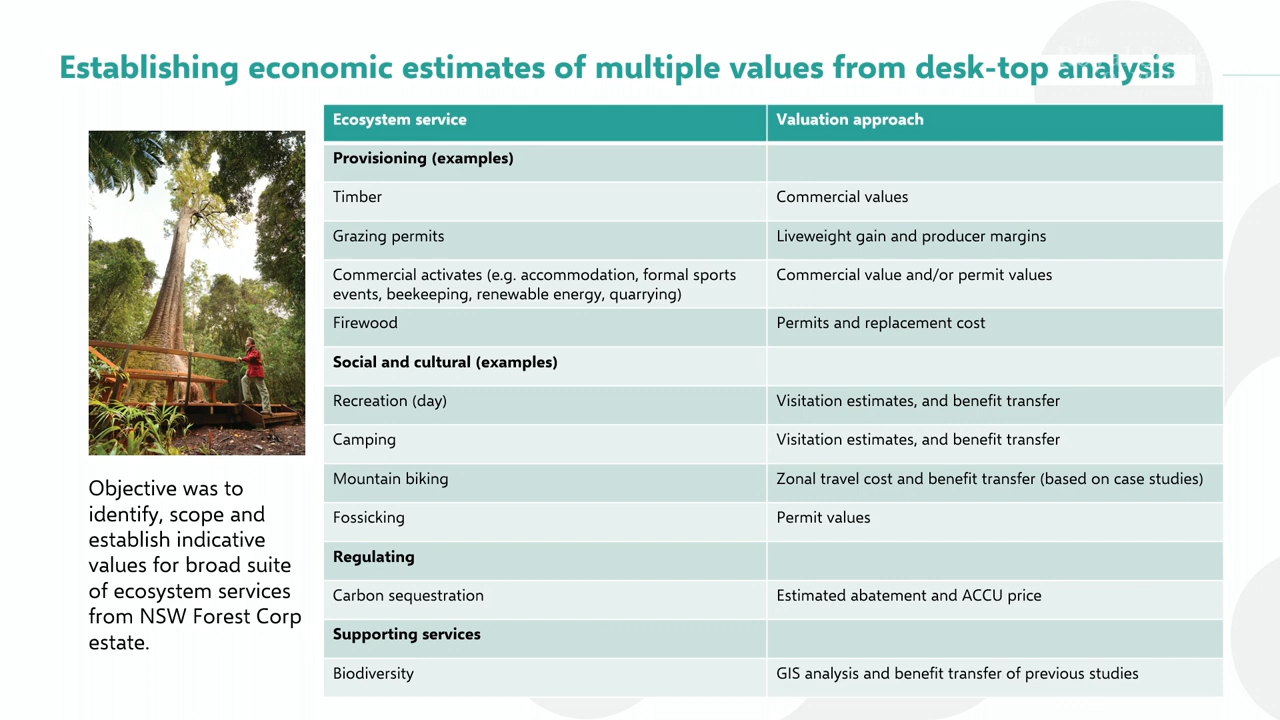 Establishing economic estimates of multiple values from desk-top analysis
Ecosystem service
Valuation approach
Provisioning (examples)
Timber
Commercial values
Grazing permits
Liveweight gain and producer margins
Commercial activates (e.g. accommodation, formal sports
events, beekeeping, renewable energy, quarrying)
Commercial value and/or permit values
Firewood
Permits and replacement cost
Social and cultural (examples)
Recreation (day)
Visitation estimates, and benefit transfer
Camping
Visitation estimates, and benefit transfer
Mountain biking
Zonal travel cost and benefit transfer (based on case studies)
Fossicking
Permit values
Regulating
Carbon sequestration
Estimated abatement and ACCU price
Supporting services
Biodiversity
GIS analysis and benefit transfer of previous studies
Objective was to
identify, scope and
establish indicative
values for broad suite
of ecosystem services
from NSW Forest Corp
estate.